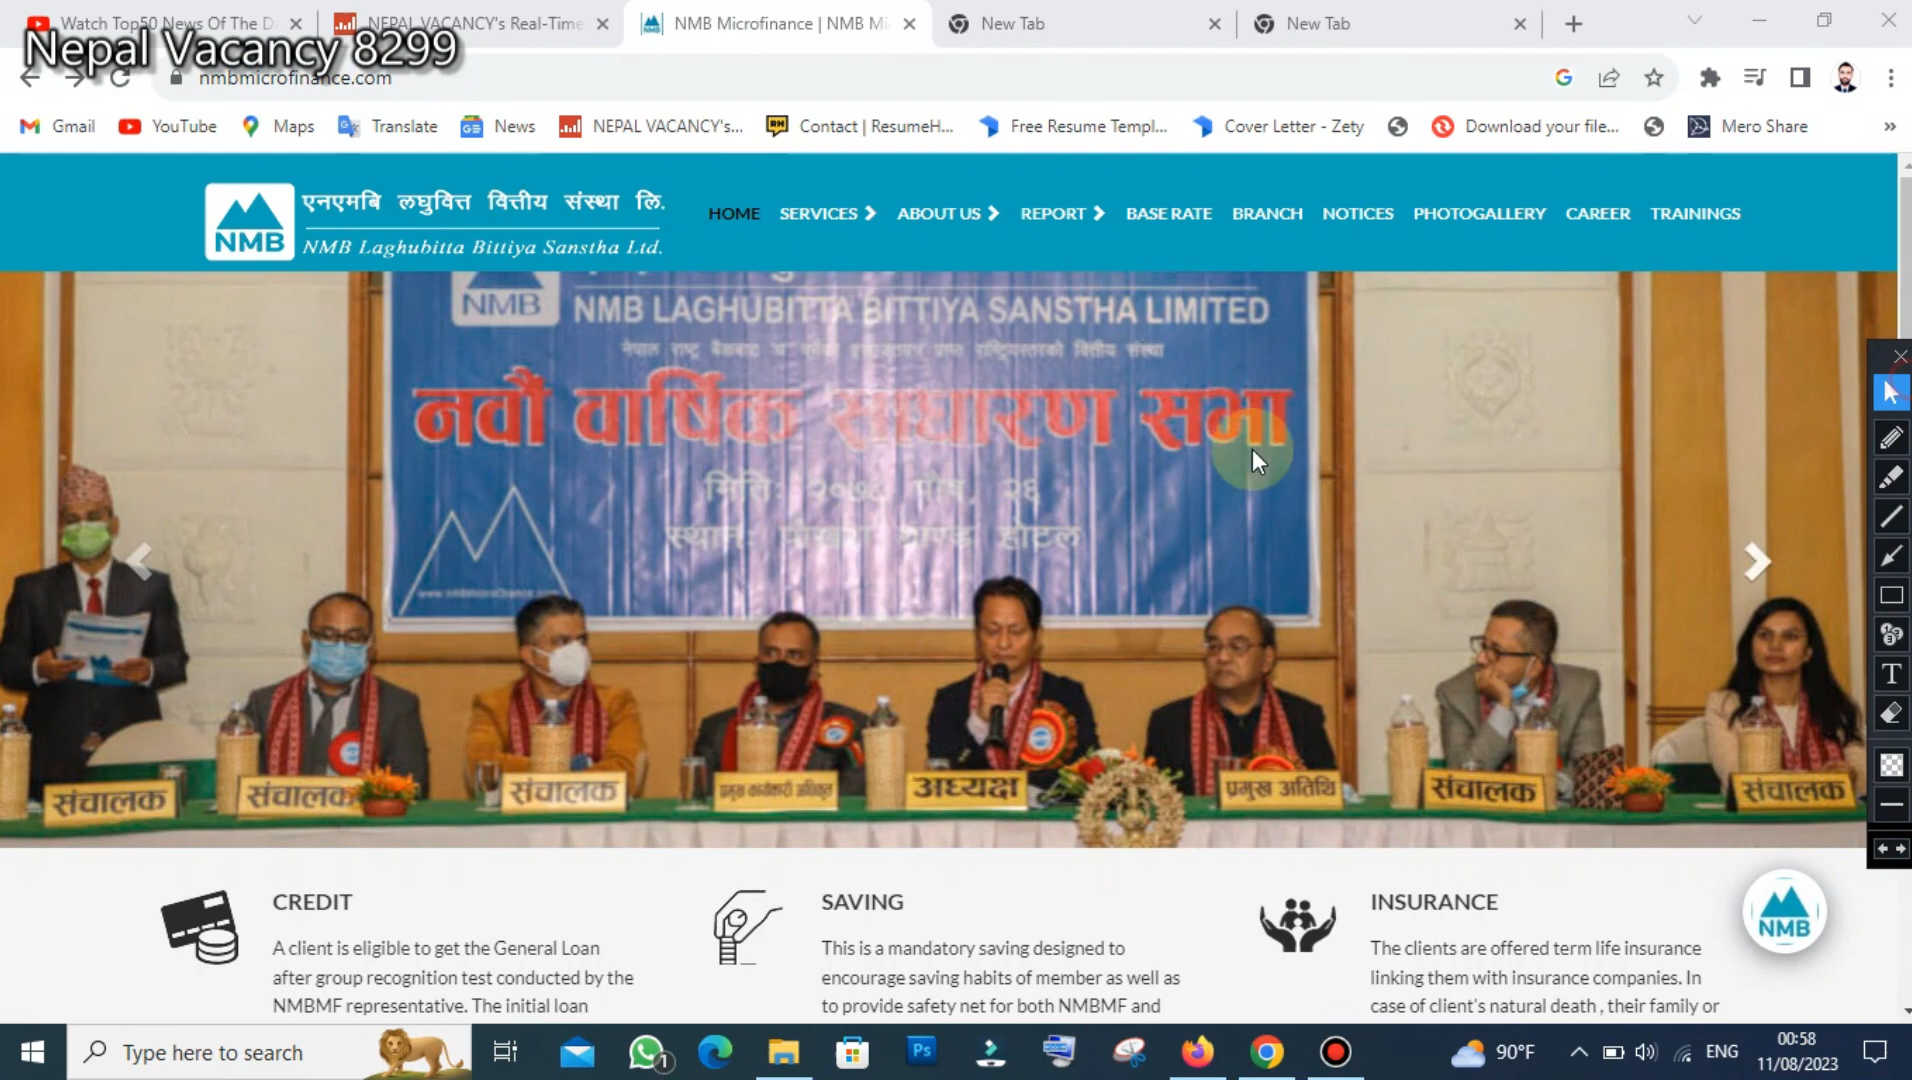 Watch Top50 News Of The D
NEPAL VACANCY's Real-Time
NMB Microfinance | NMB Mi
New Tab
New Tab
Nepal Vacancy 8299
nmbmicrofinance.com
Gmail
YouTube
Maps
Translate
News
NEPAL VACANCY's...
Contact | ResumeH...
Free Resume Templ...
Cover Letter - Zety
Download your file...
Mero Share
एनएमबि लघुवित्त वित्तीय संस्था लि.
NMB
NMB Laghubitta Bittiya Sanstha Ltd.
HOME SERVICES ABOUT US REPORT BASE RATE BRANCH NOTICES PHOTOGALLERY CAREER TRAININGS
NMB
NMB LAGHUBITTA BITTIYA SANSTHA LIMITED
नवौं वार्षिक साधारण सभा
संचालक
संचालक
संचालक
प्रमुख कार्यकारी अधिकृत
अध्यक्ष
प्रमुख अतिथि
संचालक
संचालक
CREDIT
A client is eligible to get the General Loan
after group recognition test conducted by the
NMBMF representative. The initial loan
SAVING
This is a mandatory saving designed to
encourage saving habits of member as well as
to provide safety net for both NMBMF and
INSURANCE
The clients are offered term life insurance
linking them with insurance companies. In
case of client's natural death , their family or
NMB
T
Type here to search
1
Ps
90°F
ENG
00:58
11/08/2023